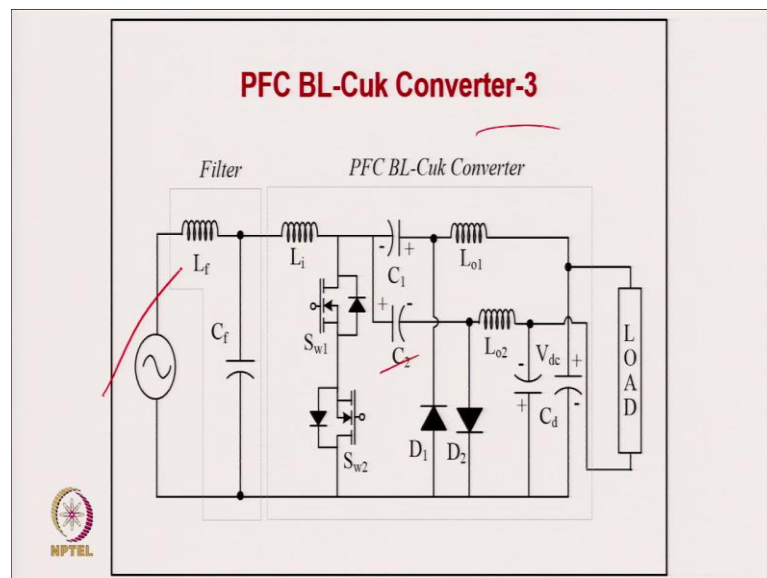 PFC BL-Cuk Converter-3
Filter
PFC BL-Cuk Converter
Lf
Li
- C1 +
Lo1
Cf
Sw1
+ -
C2
Lo2
Vdc
- +
+ -
Cd
LOAD
Sw2
D1
D2
NPTEL